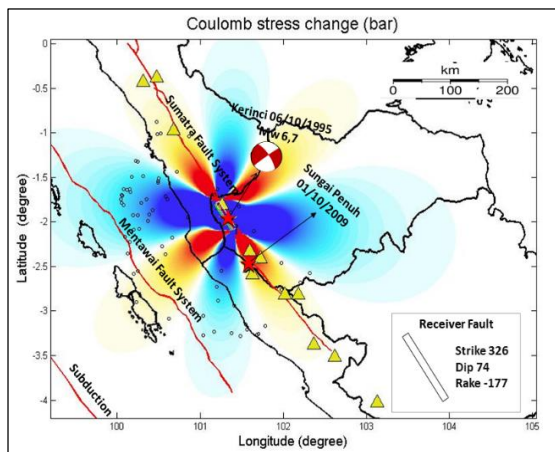 Coulomb stress change (bar)
km
0 100 200
Kerinci 06/10/1995
Mw 6,7
Sumatra Fault System
Sungai Penuh
01/10/2009
Mentawai Fault System
Subduction
Receiver Fault
Strike 326
Dip 74
Rake -177
Latitude (degree)
0
-0.5
-1
-1.5
-2
-2.5
-3
-3.5
-4
100 101 102 103 104 105
Longitude (degree)